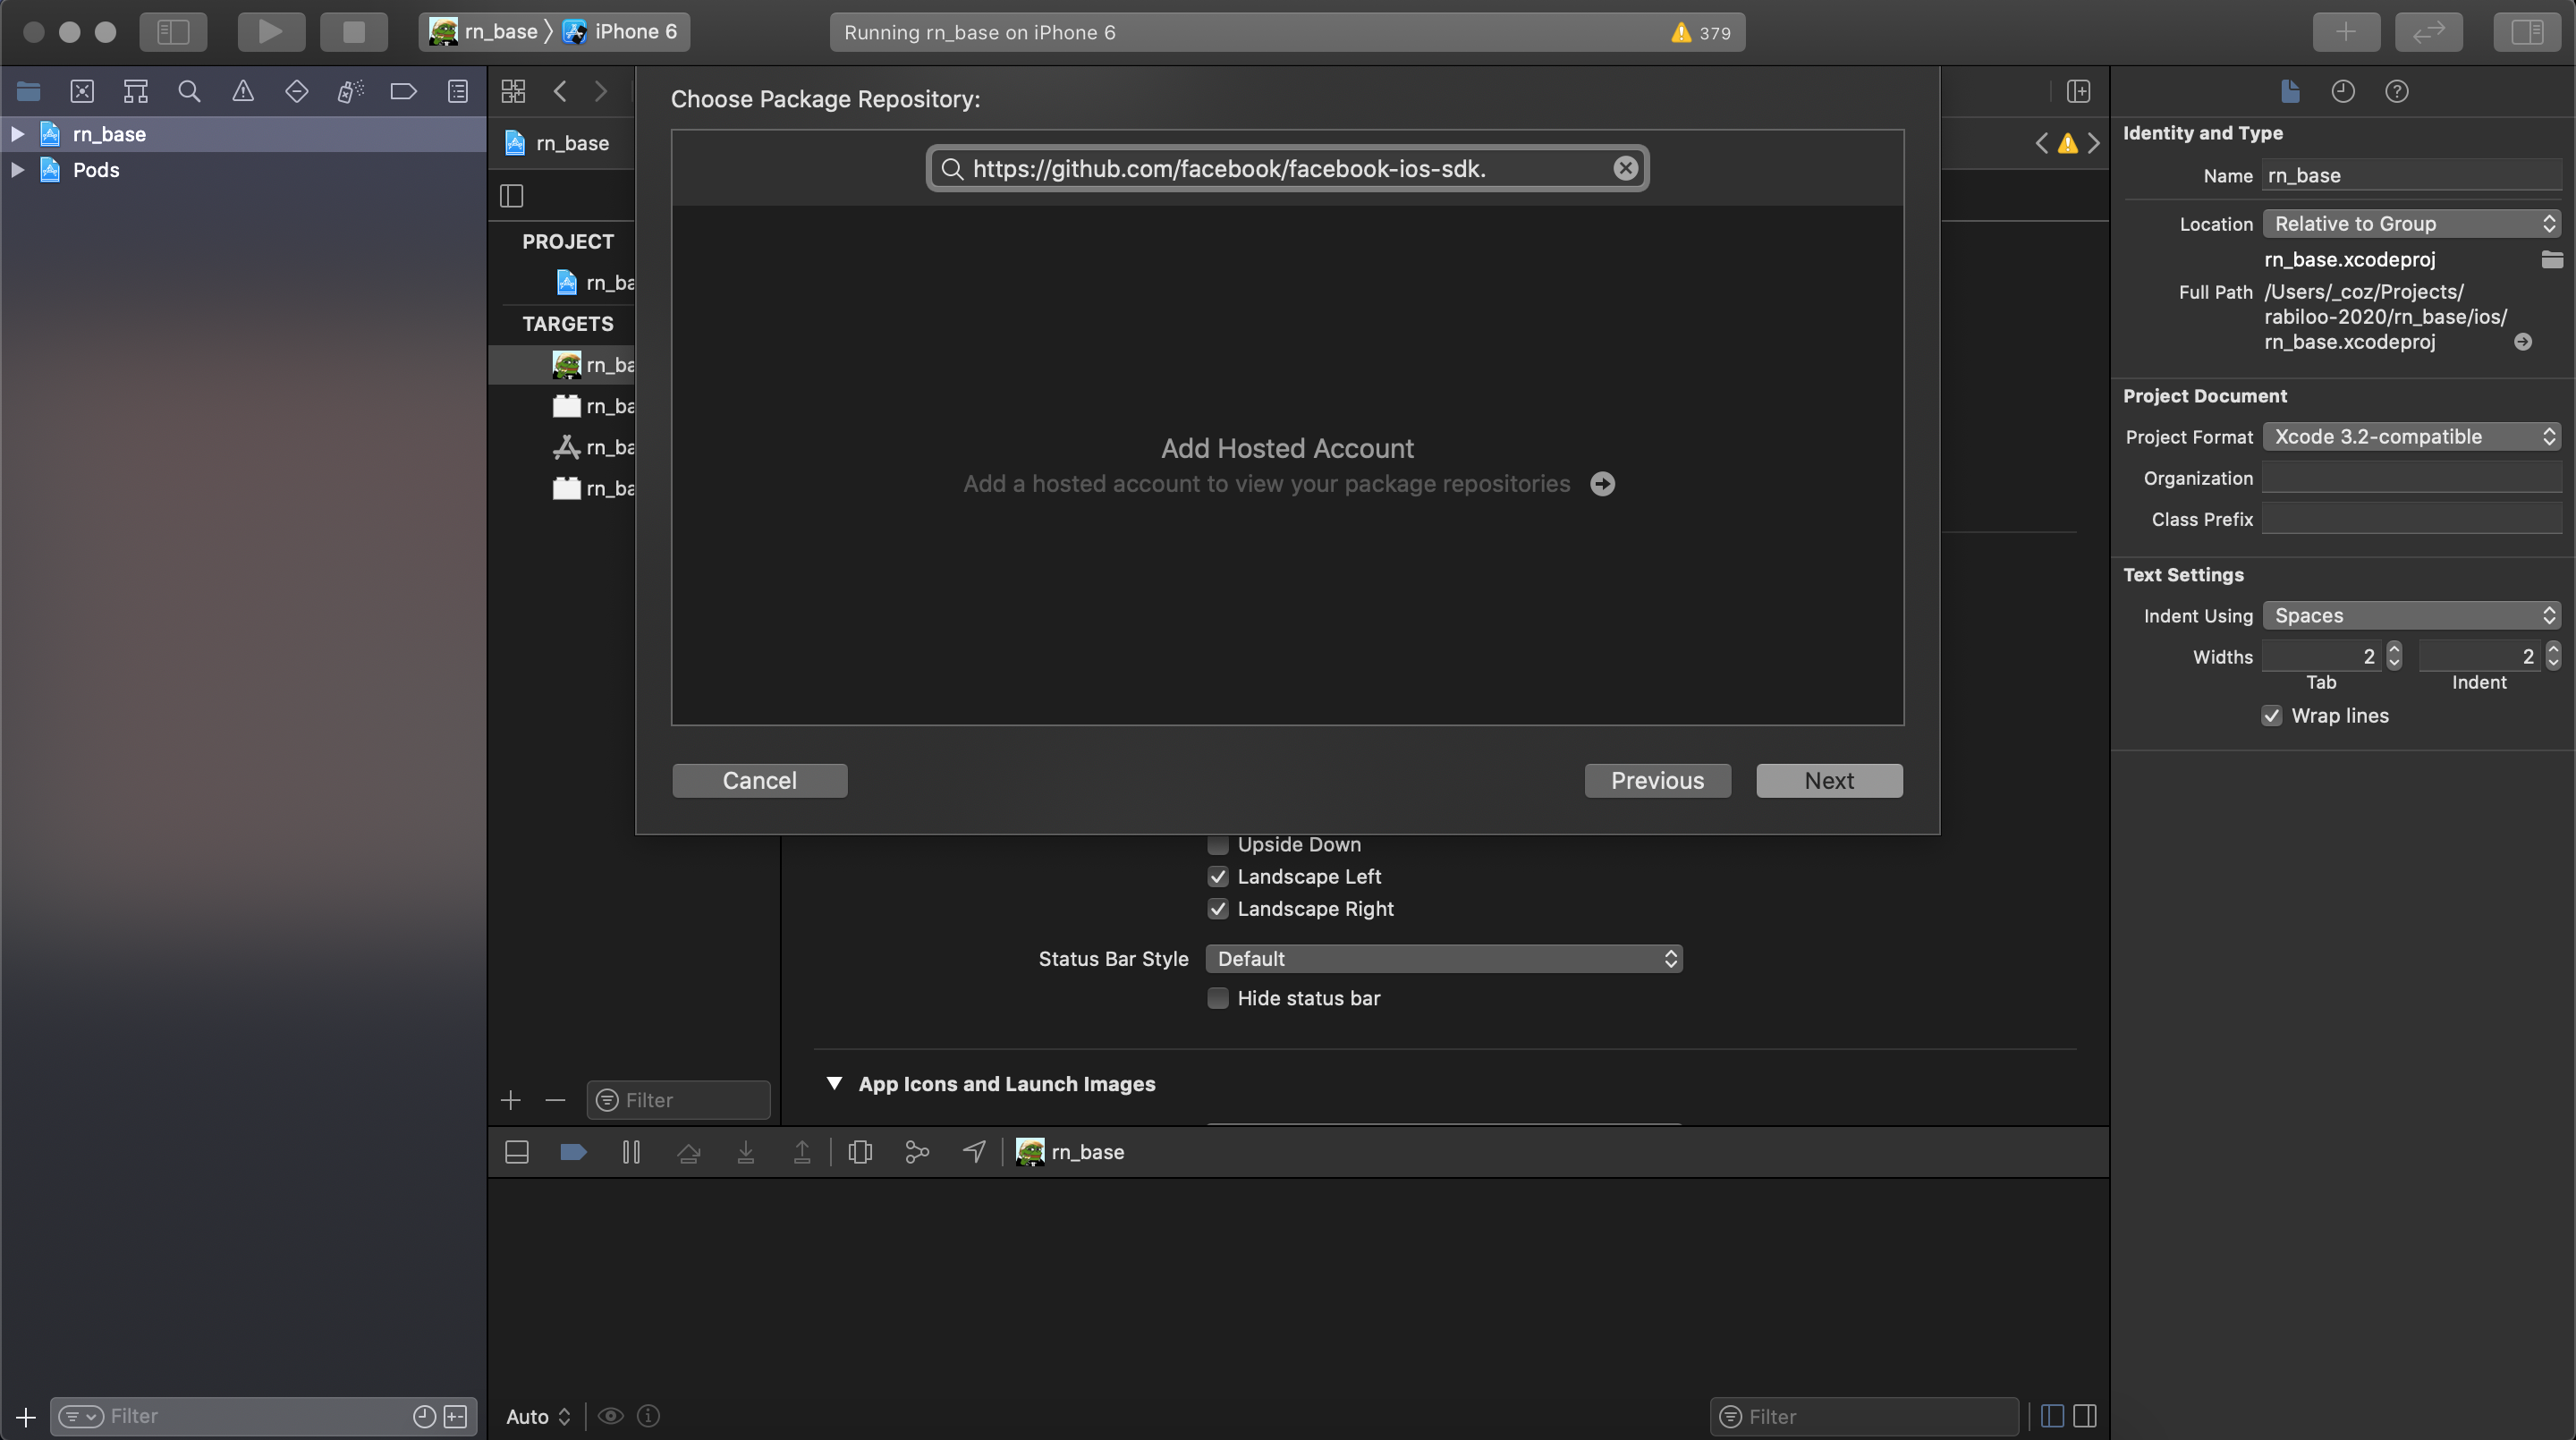 rn_base 〉 iPhone 6
Running rn_base on iPhone 6
379
rn_base
Pods
rn_base
PROJECT
rn_ba
TARGETS
rn_ba
rn_ba
rn_ba
rn_ba
Choose Package Repository:
https://github.com/facebook/facebook-ios-sdk.
Add Hosted Account
Add a hosted account to view your package repositories
Cancel
Previous
Next
Upside Down
Landscape Left
Landscape Right
Status Bar Style Default
Hide status bar
App Icons and Launch Images
Filter
rn_base
Filter
Auto
Filter
Identity and Type
Name rn_base
Location Relative to Group
rn_base.xcodeproj
Full Path /Users/_coz/Projects/
rabiloo-2020/rn_base/ios/
rn_base.xcodeproj
Project Document
Project Format Xcode 3.2-compatible
Organization
Class Prefix
Text Settings
Indent Using Spaces
Widths 2 2
Tab Indent
Wrap lines